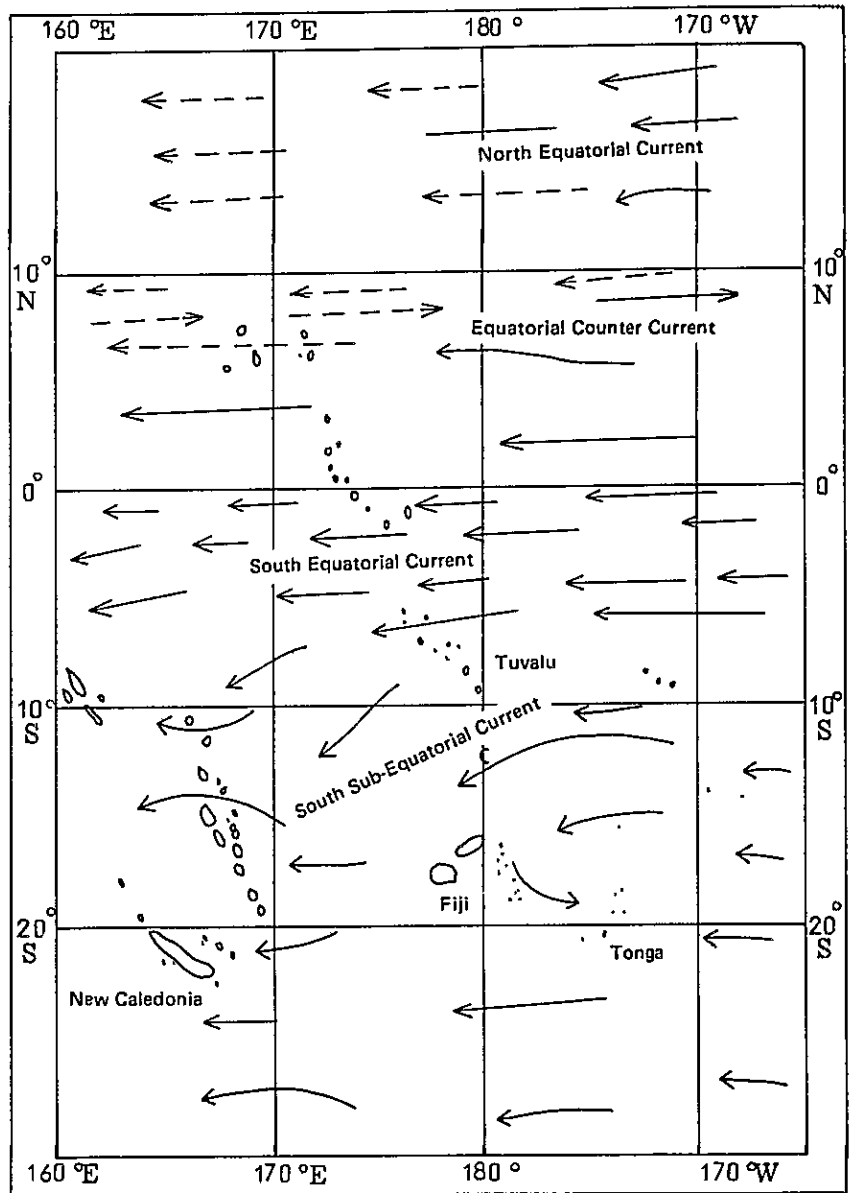 160 °E 170 °E 180 ° 170 °W
North Equatorial Current
10° 10°
N N
Equatorial Counter Current
0° 0°
South Equatorial Current
Tuvalu
10° 10°
S S
South Sub-Equatorial Current
Fiji
20° 20°
S S
Tonga
New Caledonia
160 °E 170 °E 180 ° 170 °W